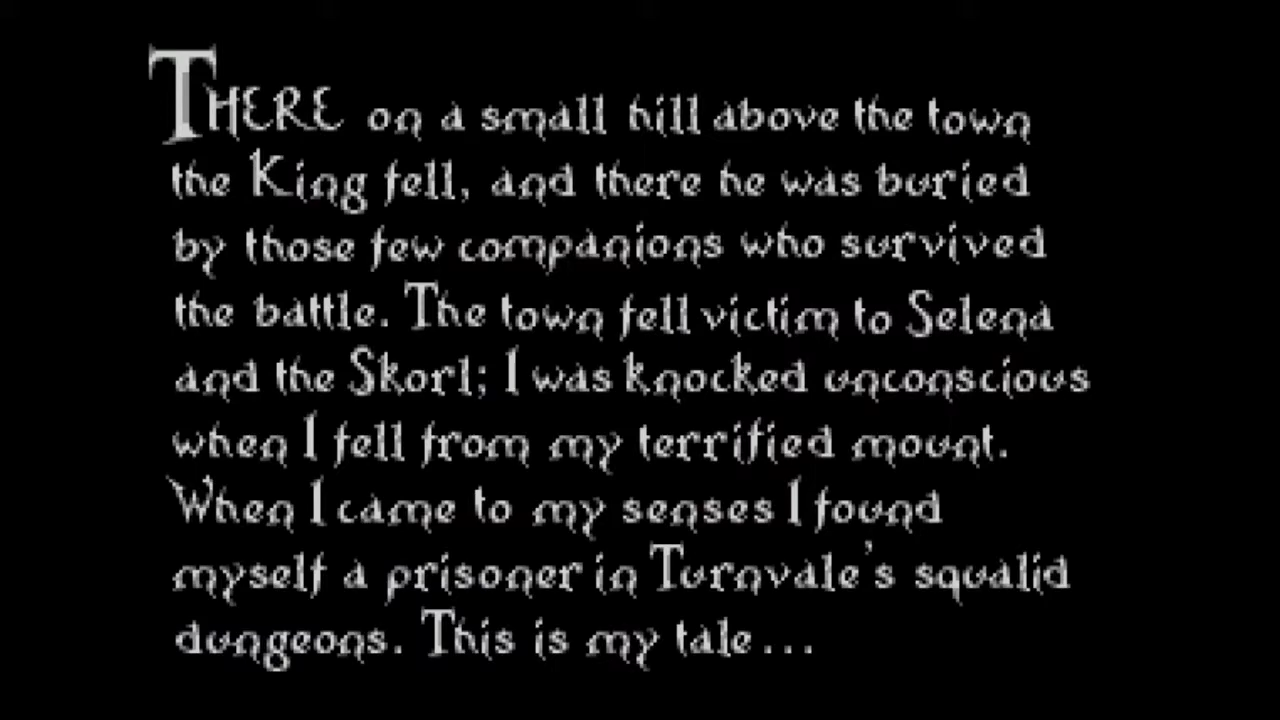 THERE on a small hill above the town
the King fell, and there he was buried
by those few companions who survived
the battle. The town fell victim to Selena
and the Skorl; I was knocked unconscious
when I fell from my terrified mount.
When I came to my senses I found
myself a prisoner in Turnvale's squalid
dungeons. This is my tale...